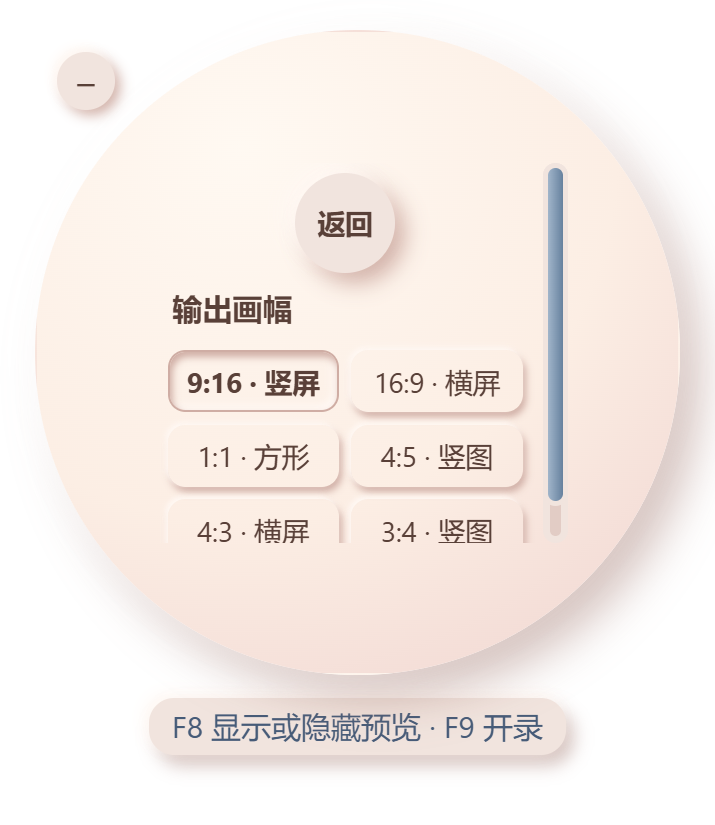 –
返回
输出画幅
9:16 · 竖屏
16:9 · 横屏
1:1 · 方形
4:5 · 竖图
4:3 · 横屏
3:4 · 竖图
F8 显示或隐藏预览 · F9 开录